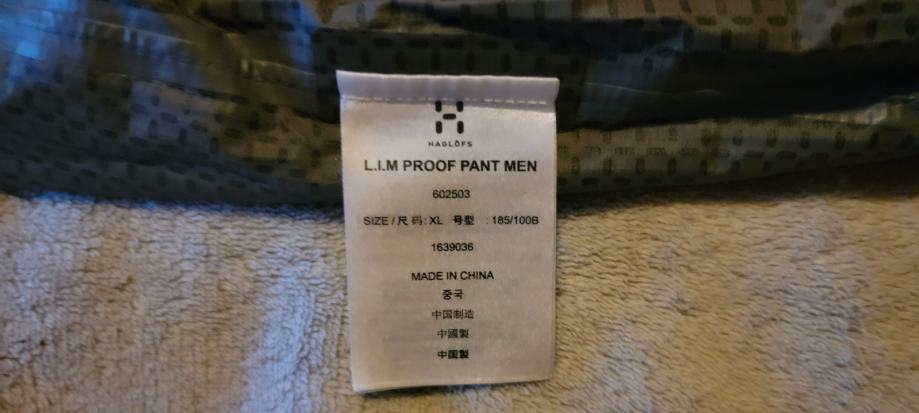 HAGLÖFS
L.I.M PROOF PANT MEN
602503
SIZE / 尺 码: XL 号型 : 185/100B
1639036
MADE IN CHINA
중국
中国制造
中國製
中国製